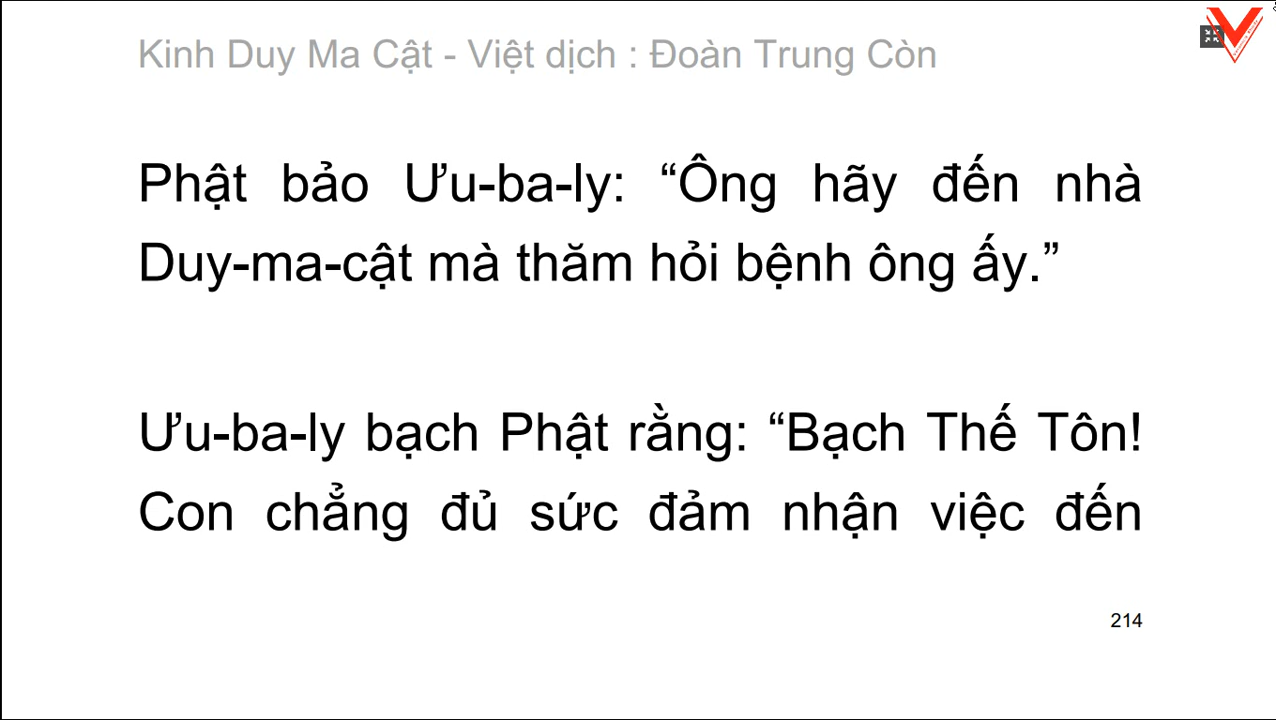 Kinh Duy Ma Cật - Việt dịch : Đoàn Trung Còn
Phật bảo Ưu-ba-ly: “Ông hãy đến nhà
Duy-ma-cật mà thăm hỏi bệnh ông ấy.”
Ưu-ba-ly bạch Phật rằng: “Bạch Thế Tôn!
Con chẳng đủ sức đảm nhận việc đến
214